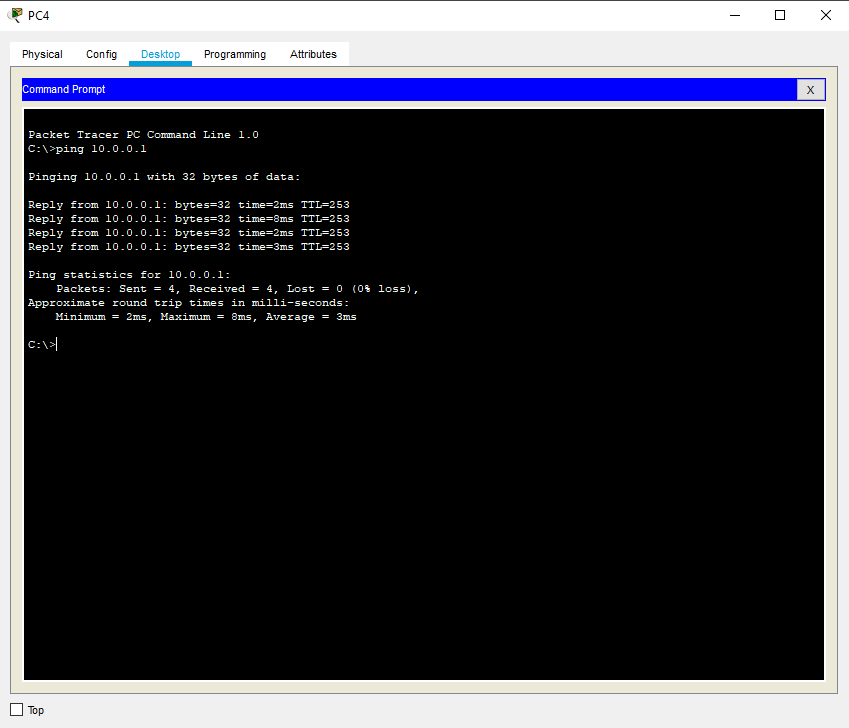 PC4
Physical Config Desktop Programming Attributes
Command Prompt X
Packet Tracer PC Command Line 1.0
C:\>ping 10.0.0.1
Pinging 10.0.0.1 with 32 bytes of data:
Reply from 10.0.0.1: bytes=32 time=2ms TTL=253
Reply from 10.0.0.1: bytes=32 time=8ms TTL=253
Reply from 10.0.0.1: bytes=32 time=2ms TTL=253
Reply from 10.0.0.1: bytes=32 time=3ms TTL=253
Ping statistics for 10.0.0.1:
Packets: Sent = 4, Received = 4, Lost = 0 (0% loss),
Approximate round trip times in milli-seconds:
Minimum = 2ms, Maximum = 8ms, Average = 3ms
C:\>
Top